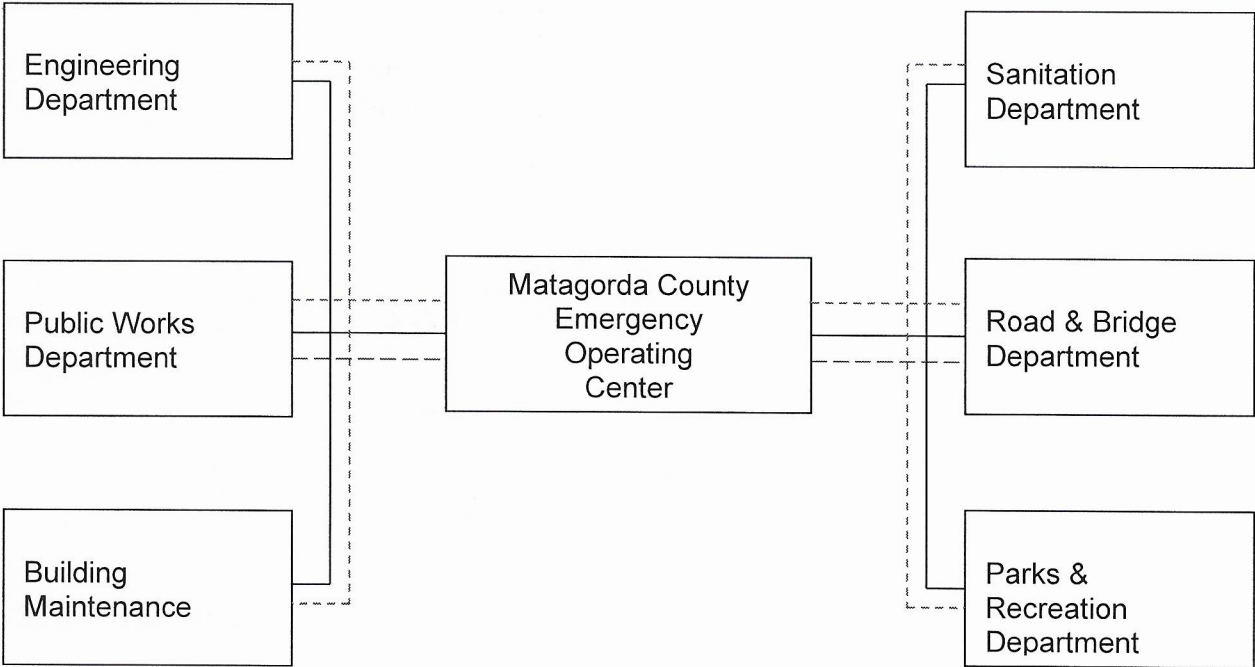 Engineering
Department
Sanitation
Department
Public Works
Department
Matagorda County
Emergency
Operating
Center
Road & Bridge
Department
Building
Maintenance
Parks &
Recreation
Department